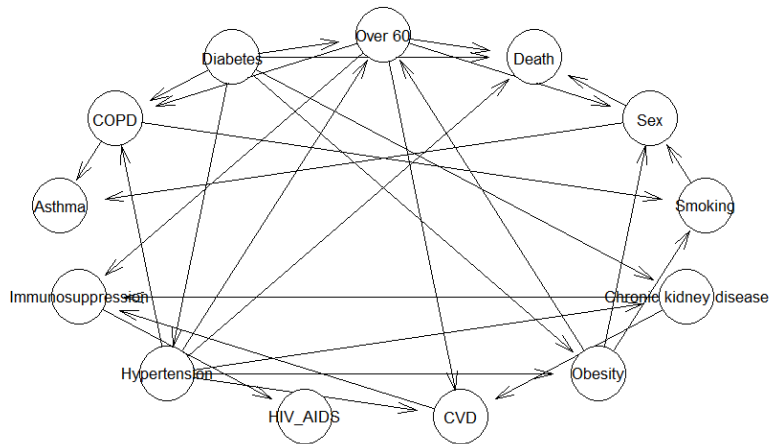 Over 60
Diabetes
Death
COPD
Sex
Asthma
Smoking
Immunosuppression
Chronic kidney disease
Hypertension
Obesity
HIV_AIDS
CVD